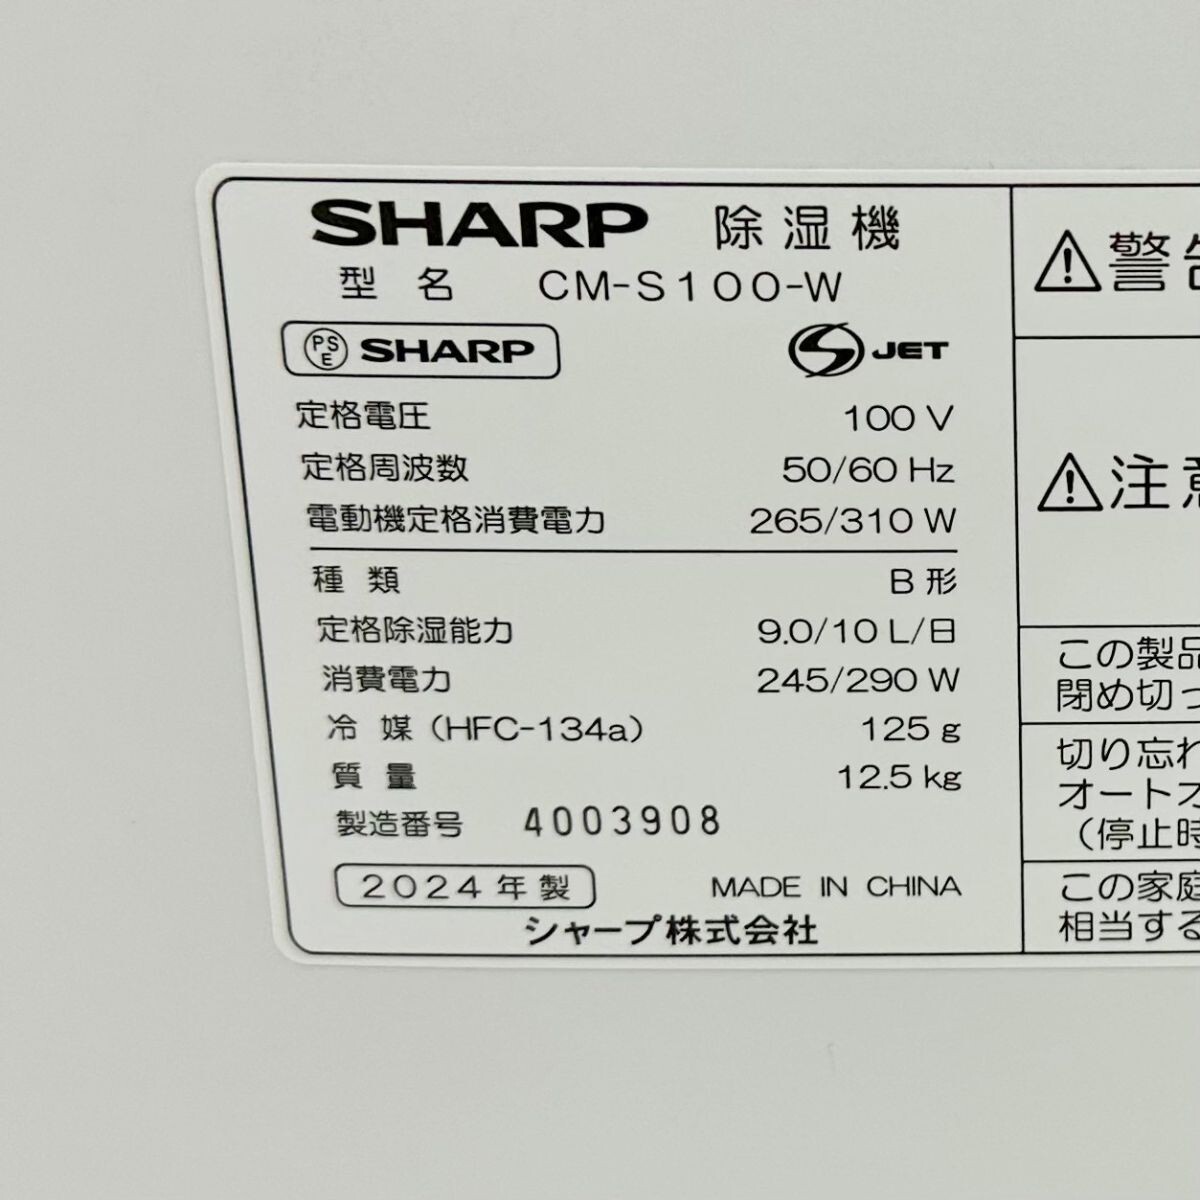 SHARP 除湿機
型名 CM-S100-W
PSE SHARP
S JET
定格電圧 100 V
定格周波数 50/60 Hz
電動機定格消費電力 265/310 W
種類 B形
定格除湿能力 9.0/10 L/日
消費電力 245/290 W
冷媒（HFC-134a） 125 g
質量 12.5 kg
製造番号 4003908
2024年製 MADE IN CHINA
シャープ株式会社
警告
注意
この製品
閉め切っ
切り忘れ
オートオ
（停止時
この家庭
相当する